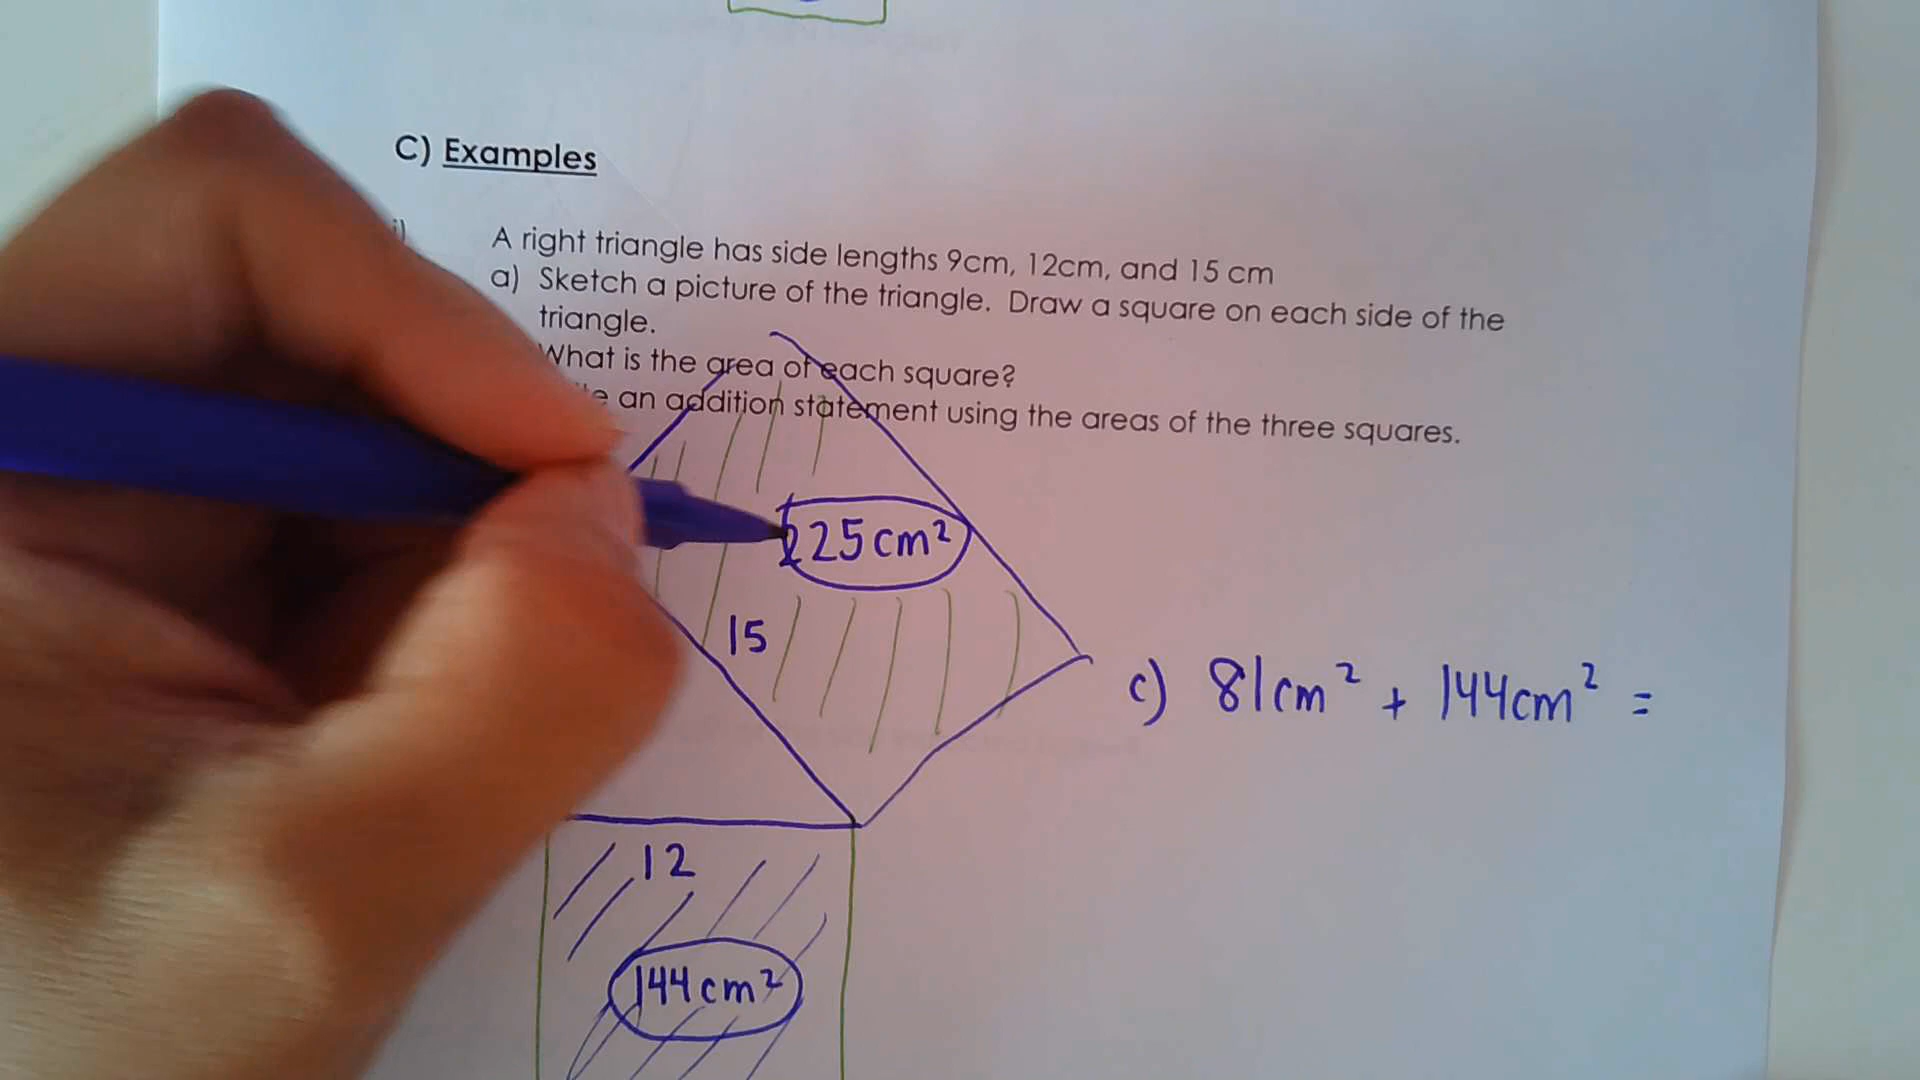 C) Examples
i)
A right triangle has side lengths 9cm, 12cm, and 15 cm
a) Sketch a picture of the triangle. Draw a square on each side of the
triangle.
What is the area of each square?
an addition statement using the areas of the three squares.
225cm²
15
c) 81cm² + 144cm² =
12
144cm²